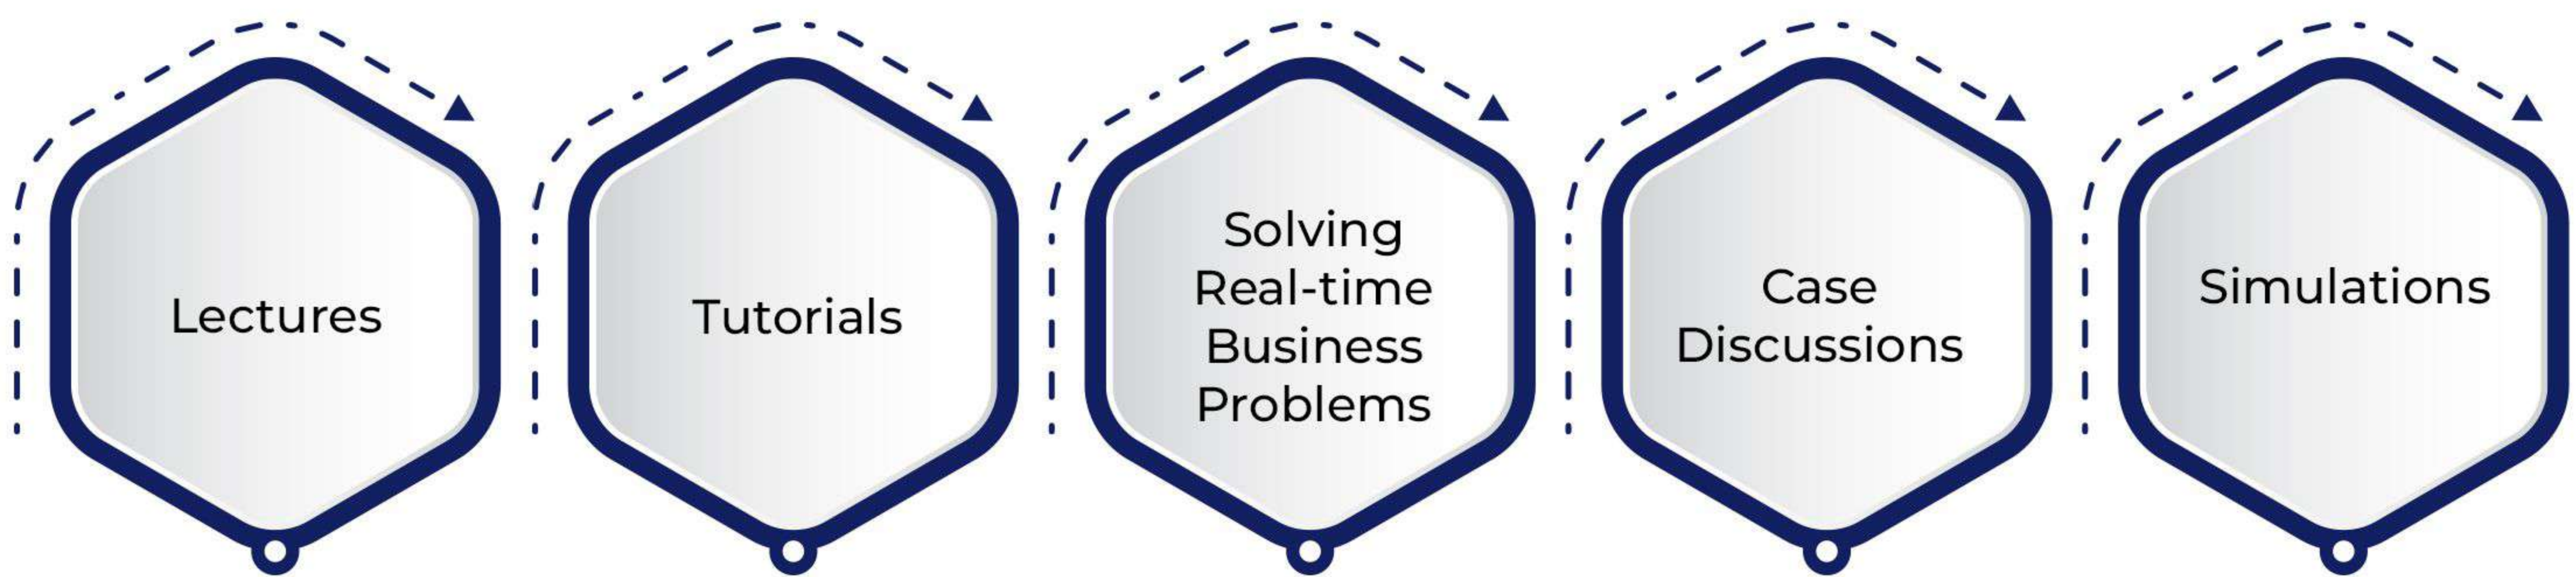 Lectures
Tutorials
Solving
Real-time
Business
Problems
Case
Discussions
Simulations